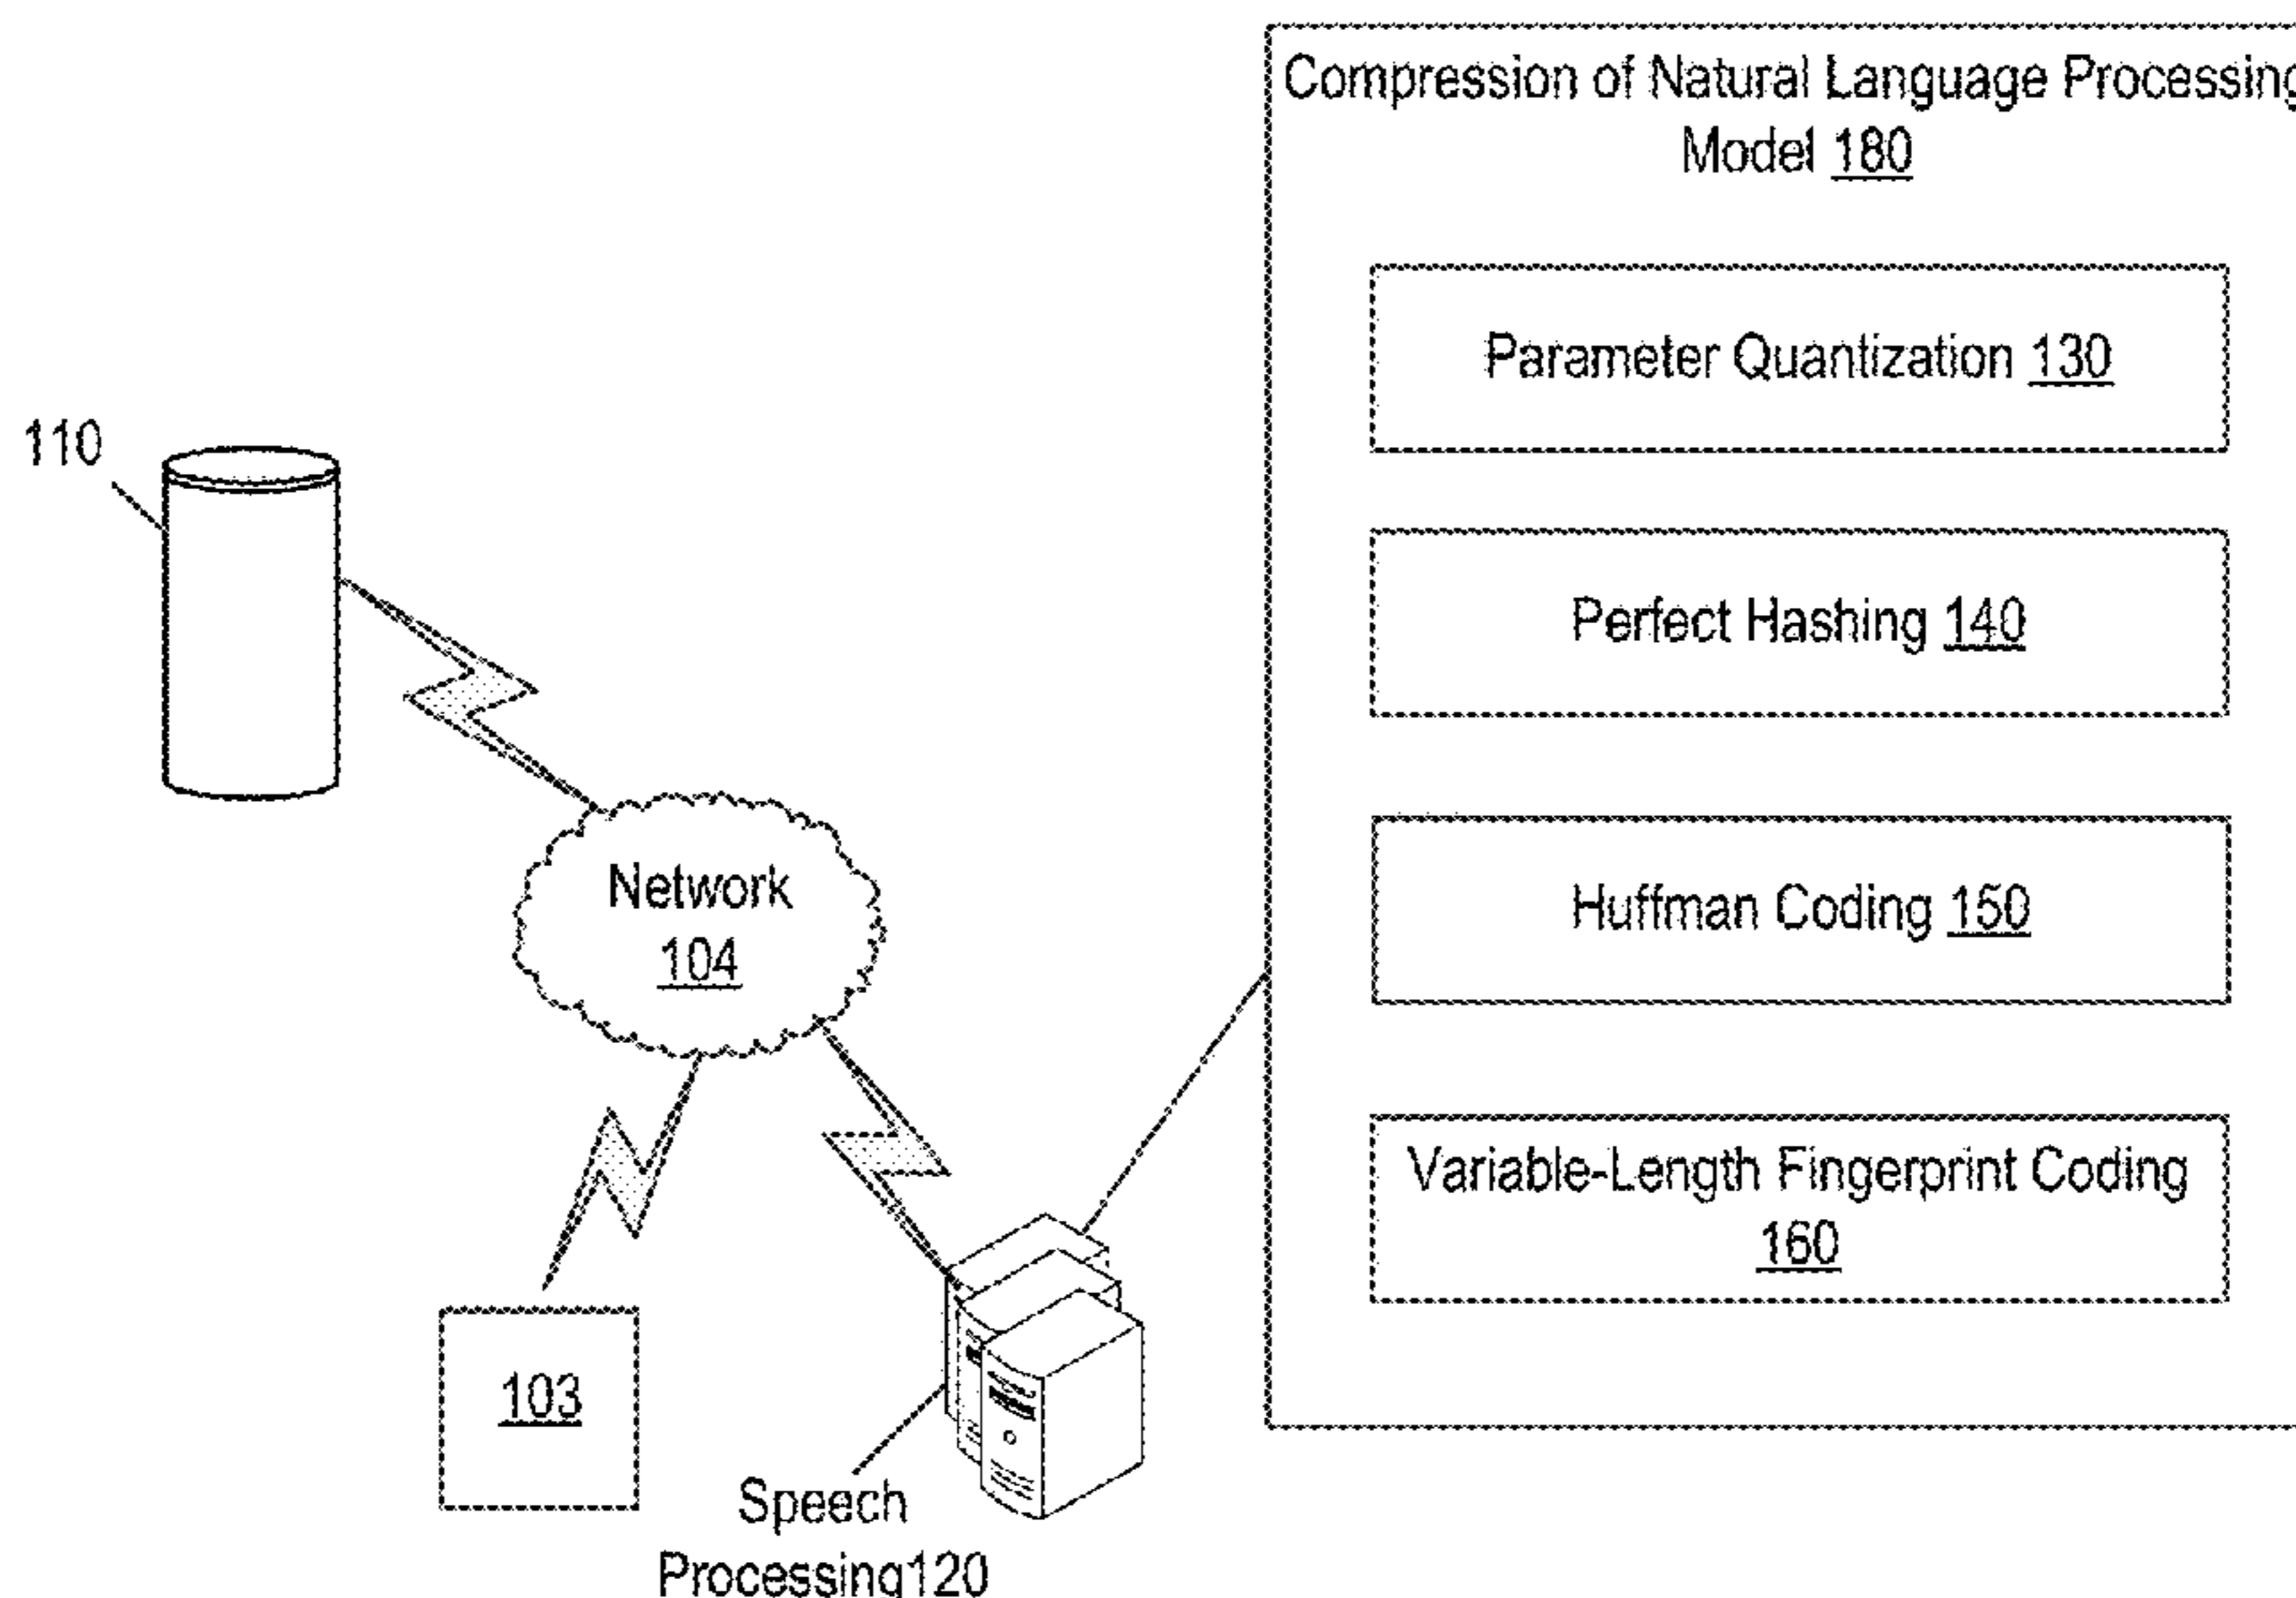 Compression of Natural Language Processing
Model 180
Parameter Quantization 130
110
Perfect Hashing 140
Network
104
Huffman Coding 150
Variable-Length Fingerprint Coding
160
103
Speech
Processing120